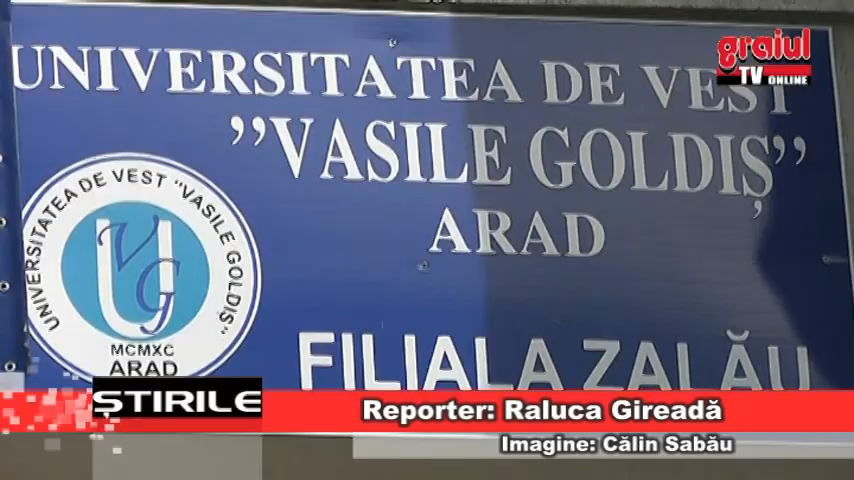 graiul
TV ONLINE
UNIVERSITATEA DE VEST
”VASILE GOLDIȘ”
ARAD
UNIVERSITATEA DE VEST "VASILE GOLDIȘ"
UVG
MCMXC
ARAD
FILIALA ZALĂU
ȘTIRILE
Reporter: Raluca Gireadă
Imagine: Călin Sabău